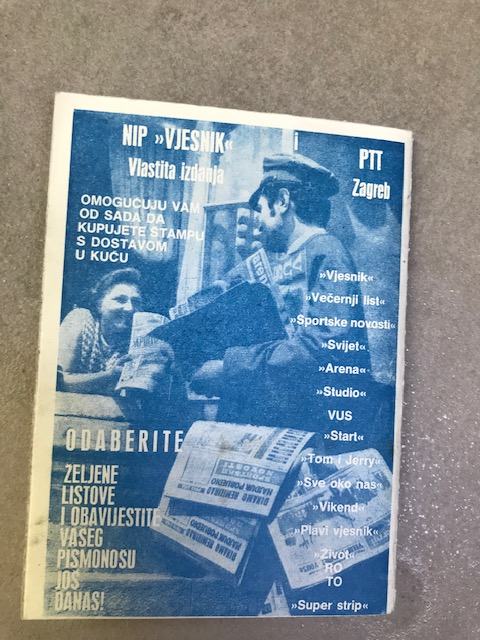 NIP »VJESNIK« i PTT
Vlastita izdanja Zagreb
OMOGUĆUJU VAM
OD SADA DA
KUPUJETE ŠTAMPU
S DOSTAVOM
U KUĆU
»Vjesnik«
»Večernji list«
»Sportske novosti«
»Svijet«
»Arena«
»Studio«
VUS
»Start«
»Tom i Jerry«
»Sve oko nas«
»Vikend«
»Plavi vjesnik«
»Život«
RO
TO
»Super strip«
ODABERITE
ŽELJENE
LISTOVE
I OBAVIJESTITE
VAŠEG
PISMONOŠU
JOŠ
DANAS!